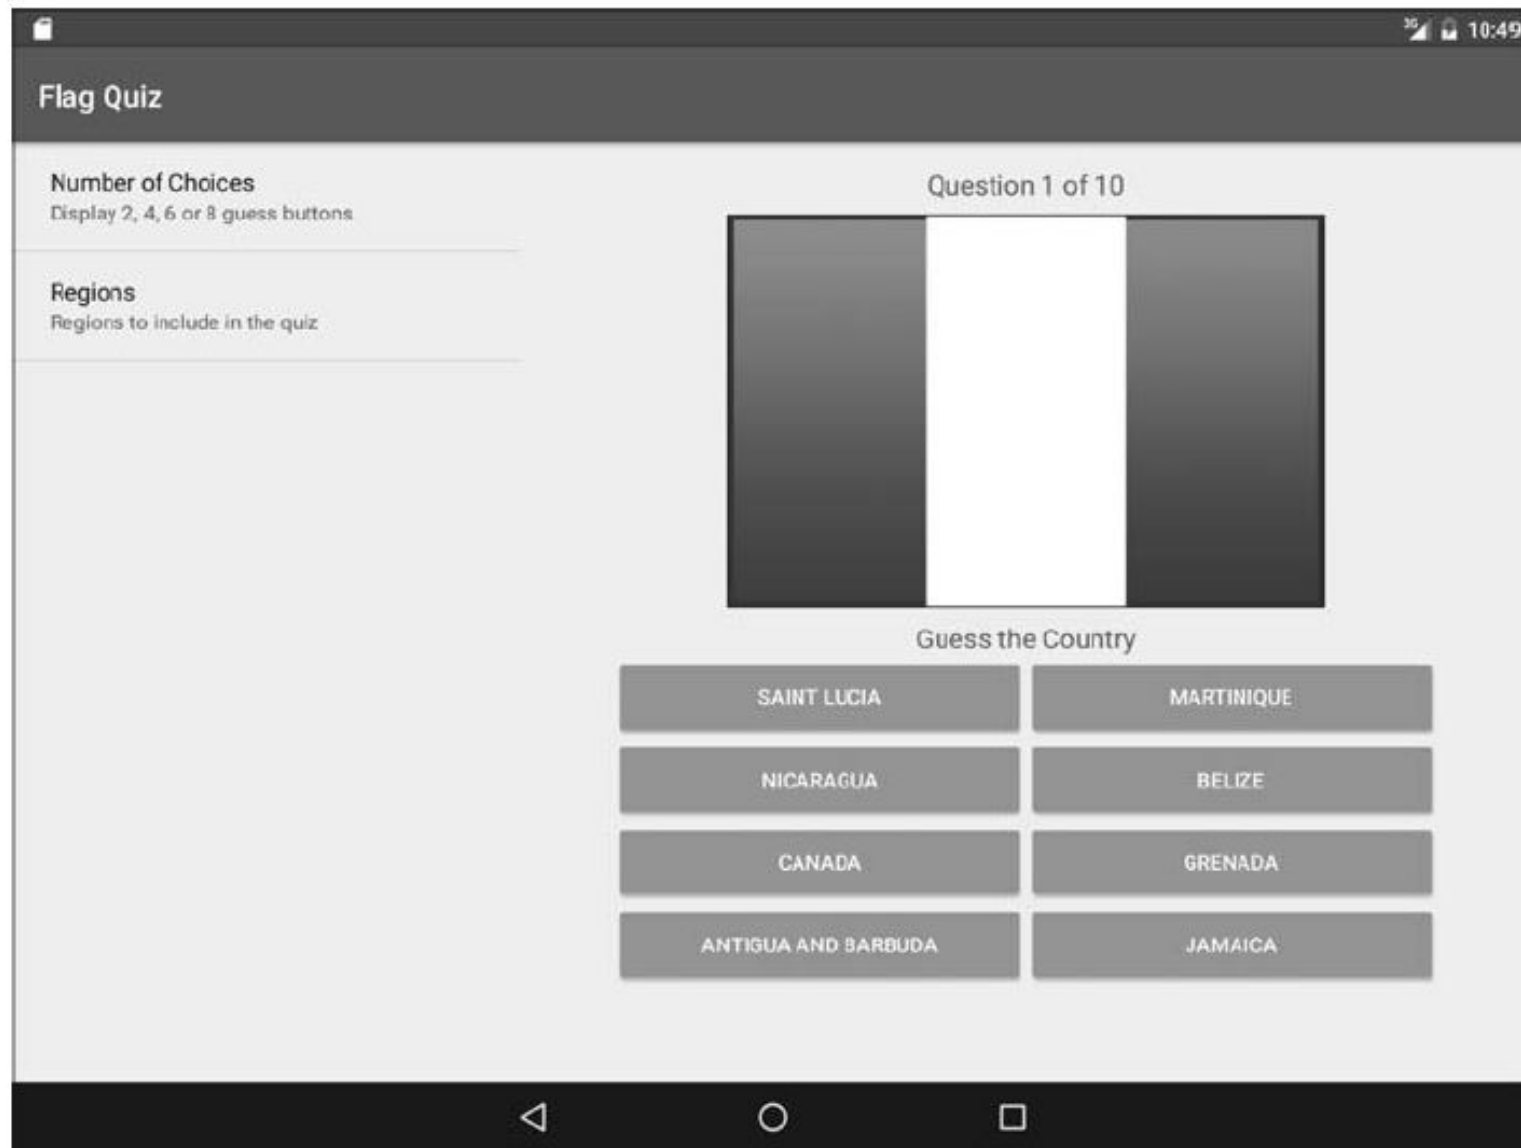 3G 10:49
Flag Quiz
Number of Choices
Display 2, 4, 6 or 8 guess buttons
Regions
Regions to include in the quiz
Question 1 of 10
Guess the Country
SAINT LUCIA
MARTINIQUE
NICARAGUA
BELIZE
CANADA
GRENADA
ANTIGUA AND BARBUDA
JAMAICA